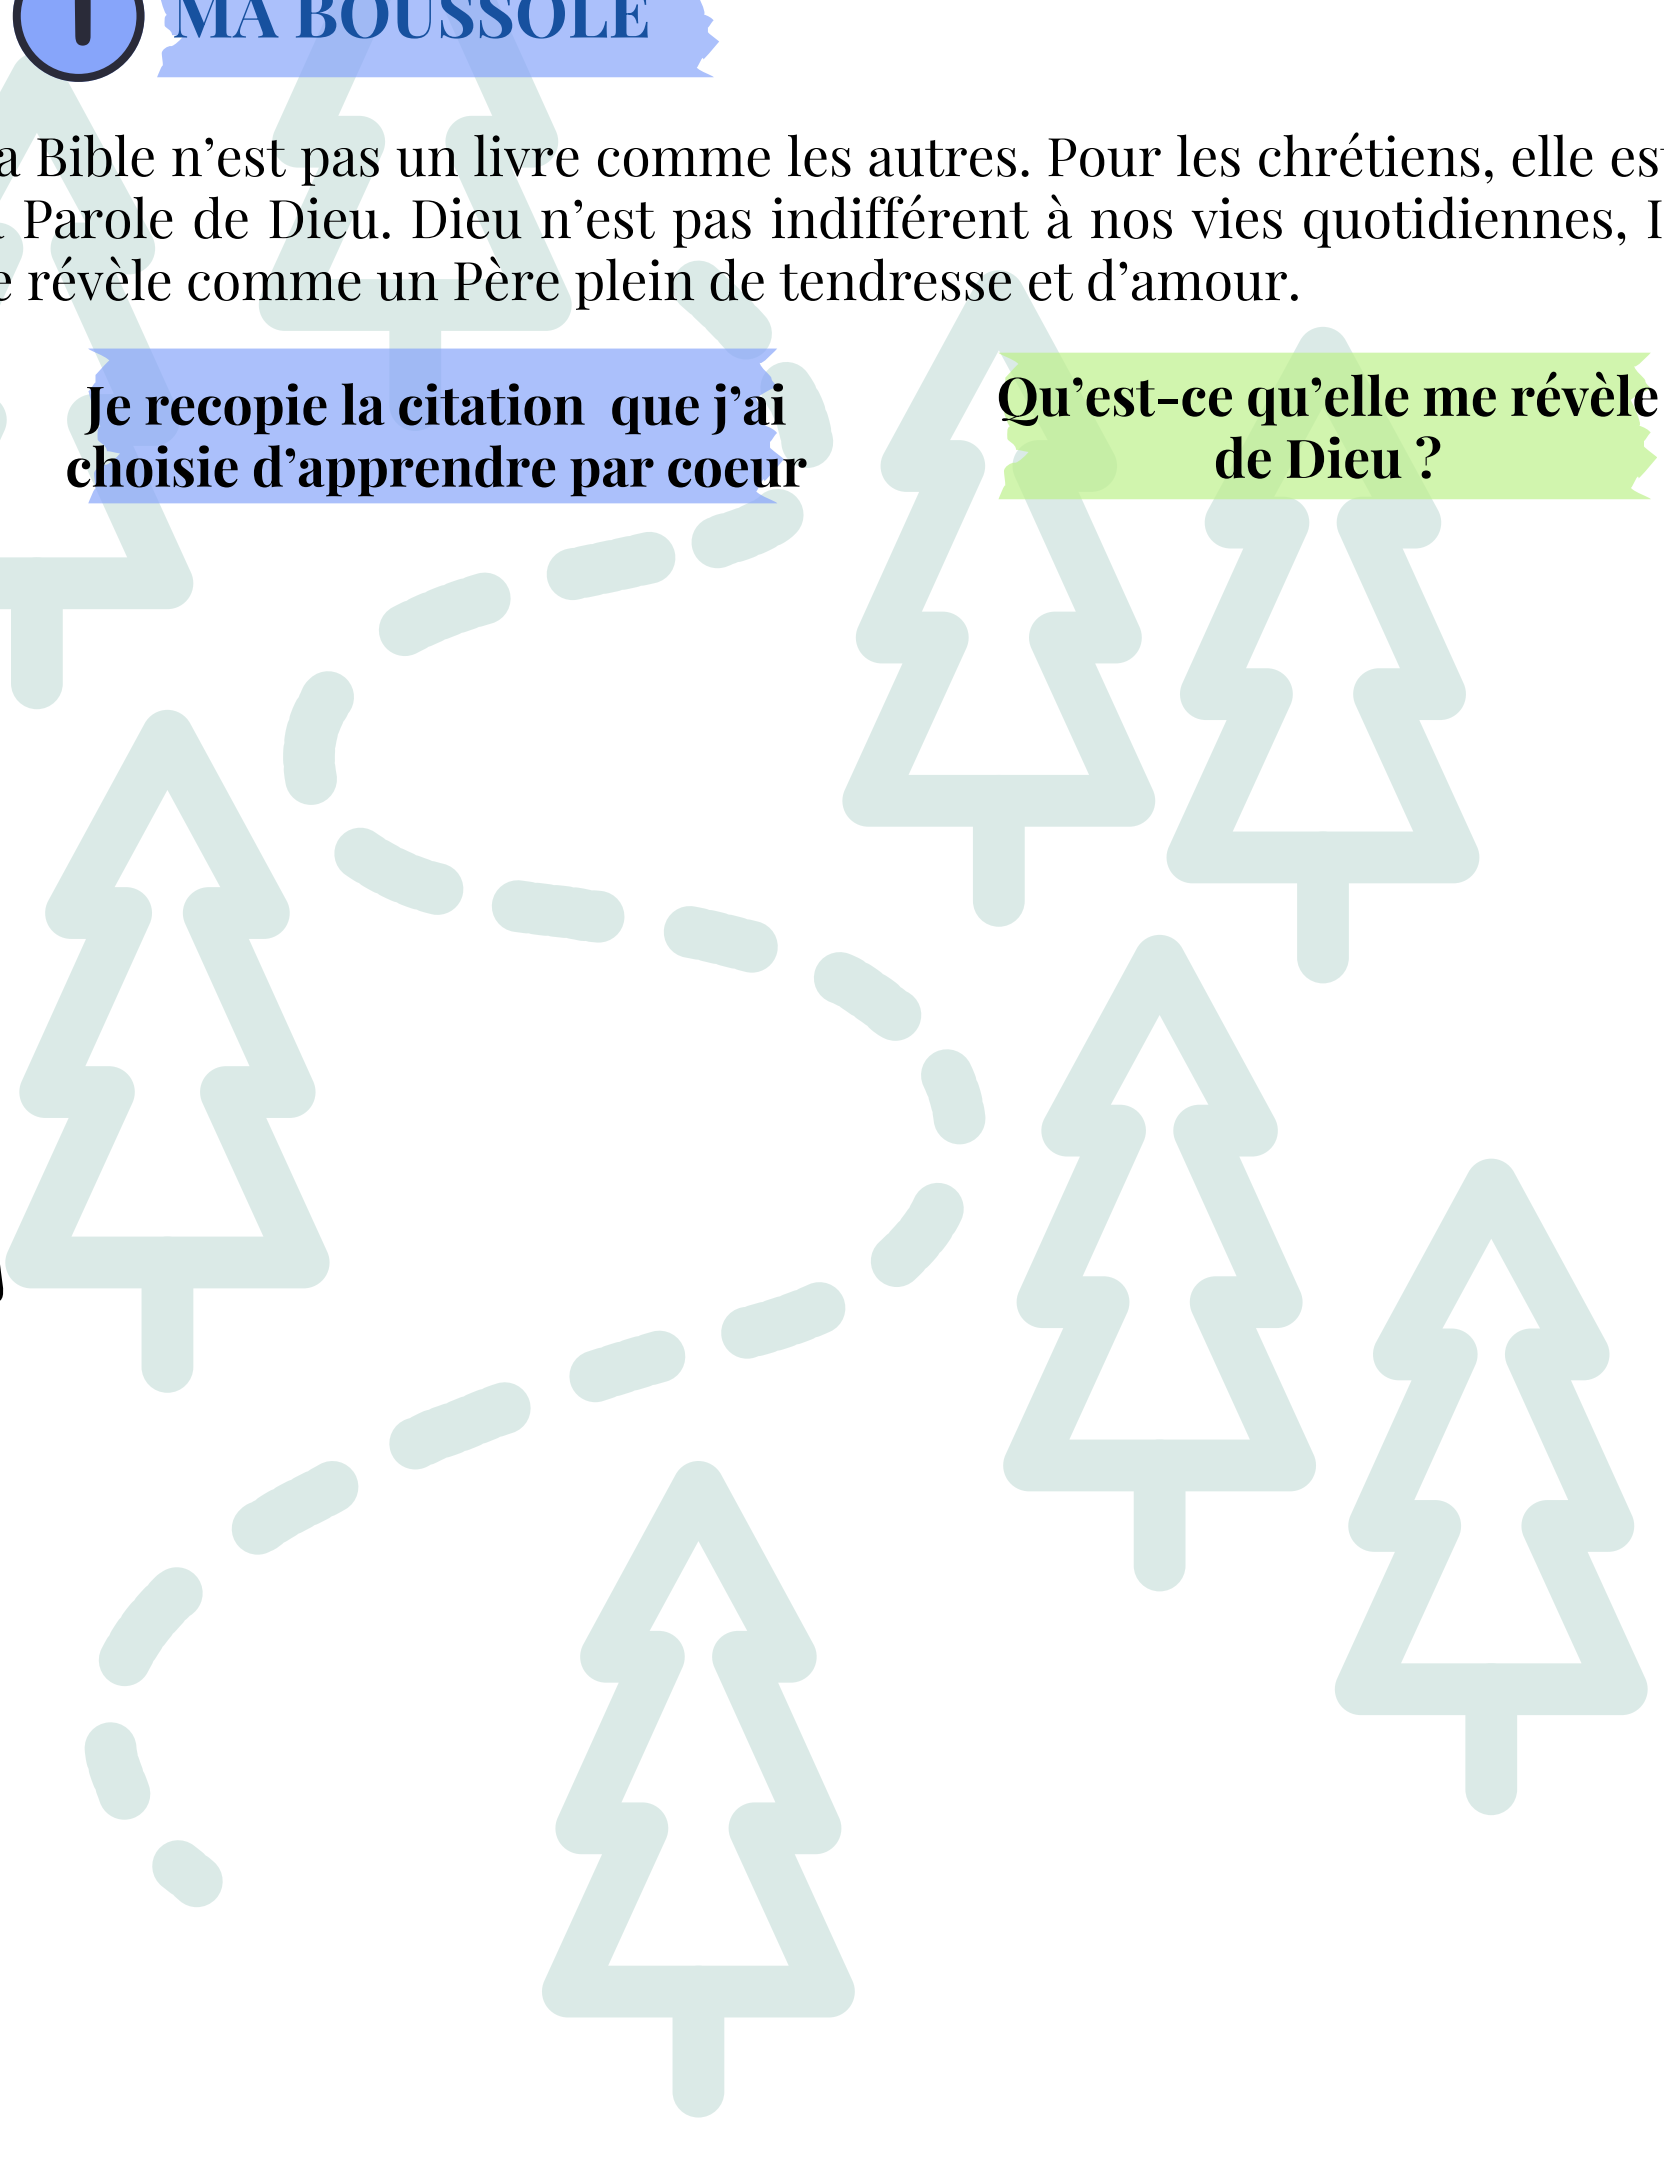 MA BOUSSOLE
a Bible n’est pas un livre comme les autres. Pour les chrétiens, elle est
Parole de Dieu. Dieu n’est pas indifférent à nos vies quotidiennes, I
e révèle comme un Père plein de tendresse et d’amour.
Je recopie la citation que j’ai
choisie d’apprendre par coeur
Qu’est-ce qu’elle me révèle
de Dieu ?